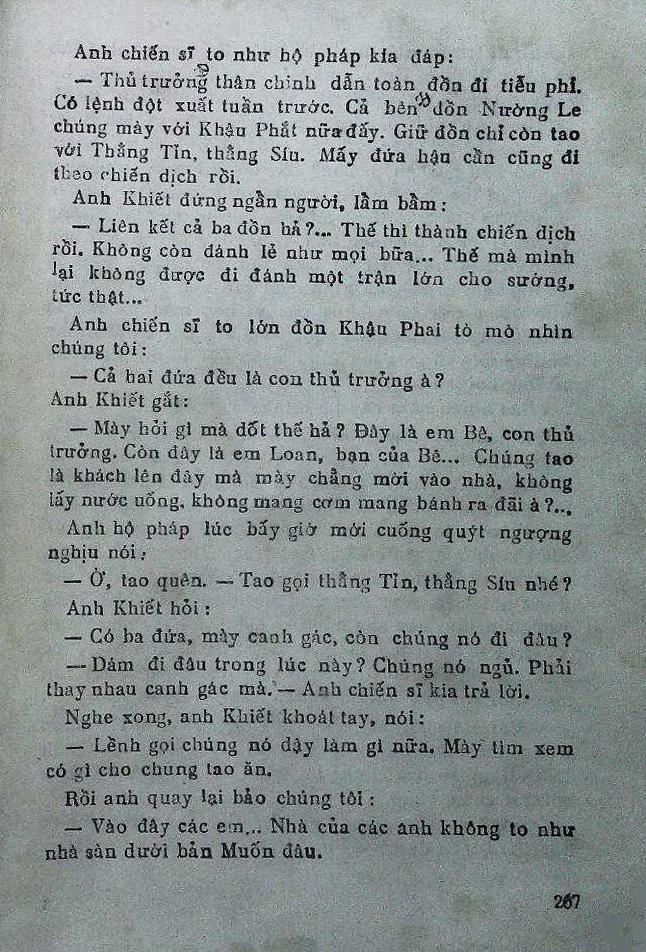 Anh chiến sĩ to như hộ pháp kia đáp:
— Thủ trưởng thân chinh dẫn toàn đồn đi tiễu phỉ.
Có lệnh đột xuất tuần trước. Cả bên đồn Nường Le
chúng mày với Khậu Phắt nữa đấy. Giữ đồn chỉ còn tao
với Thằng Tỉn, thằng Síu. Mấy đứa hậu cần cũng đi
theo chiến dịch rồi.
Anh Khiết đứng ngần người, lầm bầm:
— Liên kết cả ba đồn hả?... Thế thì thành chiến dịch
rồi. Không còn đánh lẻ như mọi bữa... Thế mà mình
lại không được đi đánh một trận lớn cho sướng,
tức thật...
Anh chiến sĩ to lớn đồn Khậu Phai tò mò nhìn
chúng tôi:
— Cả hai đứa đều là con thủ trưởng à?
Anh Khiết gắt:
— Mày hỏi gì mà dốt thế hả? Đây là em Bê, con thủ
trưởng. Còn đây là em Loan, bạn của Bê... Chúng tao
là khách lên đây mà mày chẳng mời vào nhà, không
lấy nước uống, không mang cơm mang bánh ra đãi à?...
Anh hộ pháp lúc bấy giờ mới cuống quýt ngượng
nghịu nói:
— Ở, tao quên. — Tao gọi thằng Tỉn, thằng Síu nhé?
Anh Khiết hỏi:
— Có ba đứa, mày canh gác, còn chúng nó đi đâu?
— Dám đi đâu trong lúc này? Chúng nó ngủ. Phải
thay nhau canh gác mà. — Anh chiến sĩ kia trả lời.
Nghe xong, anh Khiết khoát tay, nói:
— Lềnh gọi chúng nó dậy làm gì nữa. Mày tìm xem
có gì cho chung tao ăn.
Rồi anh quay lại bảo chúng tôi:
— Vào đây các em... Nhà của các anh không to như
nhà sàn dưới bản Muốn đâu.
267